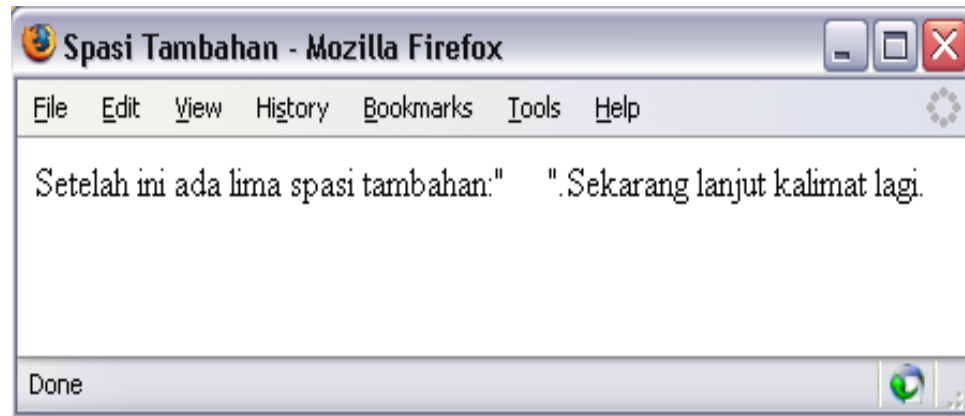 Spasi Tambahan - Mozilla Firefox
File Edit View History Bookmarks Tools Help
Setelah ini ada lima spasi tambahan:"     ".Sekarang lanjut kalimat lagi.
Done